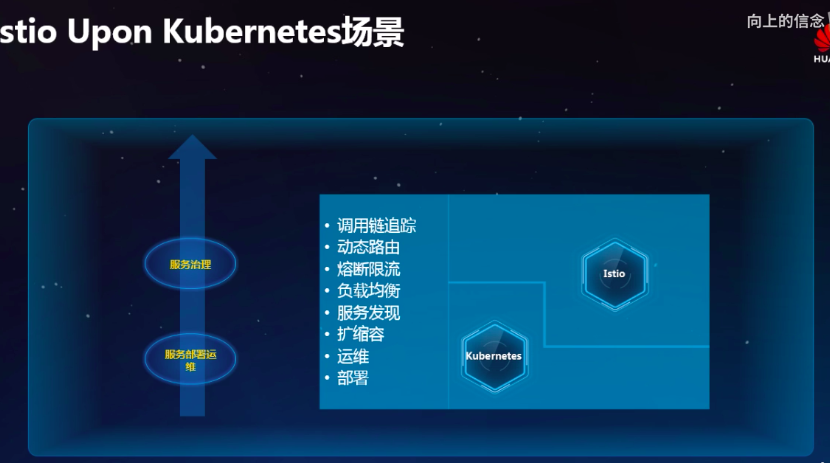 stio Upon Kubernetes场景
向上的信念
HUA
服务治理
服务部署运
维
• 调用链追踪
• 动态路由
• 熔断限流
• 负载均衡
• 服务发现
• 扩缩容
• 运维
• 部署
Istio
Kubernetes